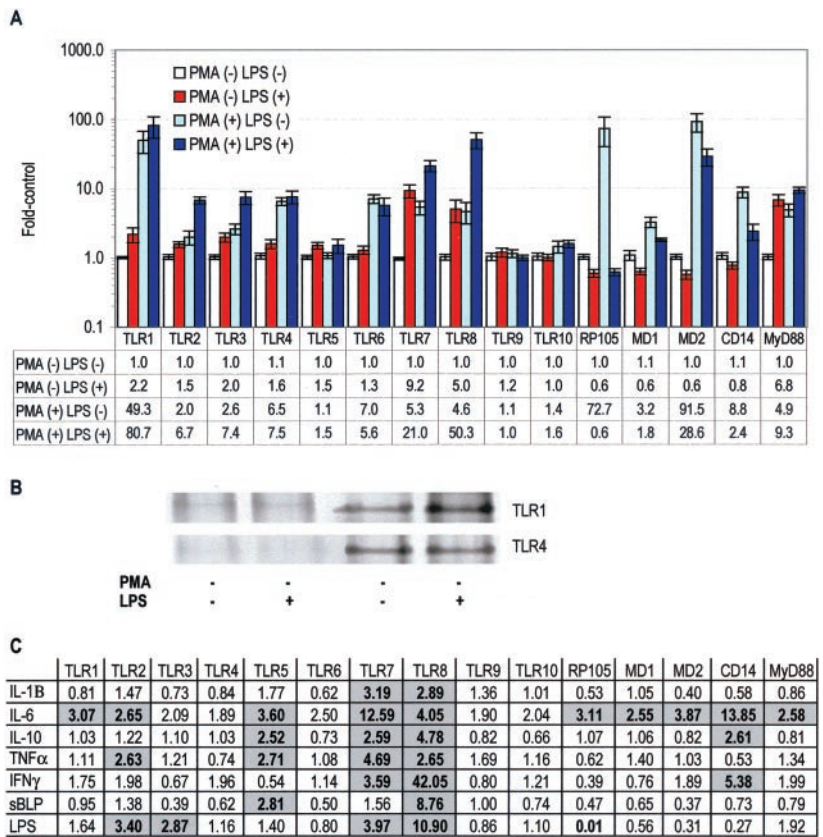 A
1000.0
100.0
10.0
1.0
0.1
Fold-control
PMA (-) LPS (-)
PMA (-) LPS (+)
PMA (+) LPS (-)
PMA (+) LPS (+)
TLR1 TLR2 TLR3 TLR4 TLR5 TLR6 TLR7 TLR8 TLR9 TLR10 RP105 MD1 MD2 CD14 MyD88
PMA (-) LPS (-) 1.0 1.0 1.0 1.1 1.0 1.0 1.0 1.0 1.0 1.0 1.0 1.1 1.0 1.1 1.0
PMA (-) LPS (+) 2.2 1.5 2.0 1.6 1.5 1.3 9.2 5.0 1.2 1.0 0.6 0.6 0.6 0.8 6.8
PMA (+) LPS (-) 49.3 2.0 2.6 6.5 1.1 7.0 5.3 4.6 1.1 1.4 72.7 3.2 91.5 8.8 4.9
PMA (+) LPS (+) 80.7 6.7 7.4 7.5 1.5 5.6 21.0 50.3 1.0 1.6 0.6 1.8 28.6 2.4 9.3
B
TLR1
TLR4
PMA - - - -
LPS - + - +
C
TLR1 TLR2 TLR3 TLR4 TLR5 TLR6 TLR7 TLR8 TLR9 TLR10 RP105 MD1 MD2 CD14 MyD88
IL-1B 0.81 1.47 0.73 0.84 1.77 0.62 3.19 2.89 1.36 1.01 0.53 1.05 0.40 0.58 0.86
IL-6 3.07 2.65 2.09 1.89 3.60 2.50 12.59 4.05 1.90 2.04 3.11 2.55 3.87 13.85 2.58
IL-10 1.03 1.22 1.10 1.03 2.52 0.73 2.59 4.78 0.82 0.66 1.07 1.06 0.82 2.61 0.81
TNFα 1.11 2.63 1.21 0.74 2.71 1.08 4.69 2.65 1.69 1.16 0.62 1.40 1.03 0.53 1.34
IFNγ 1.75 1.98 0.67 1.96 0.54 1.14 3.59 42.05 0.80 1.21 0.39 0.76 1.89 5.38 1.99
sBLP 0.95 1.38 0.39 0.62 2.81 0.50 1.56 8.76 1.00 0.74 0.47 0.65 0.37 0.73 0.79
LPS 1.64 3.40 2.87 1.16 1.40 0.80 3.97 10.90 0.86 1.10 0.01 0.56 0.31 0.27 1.92